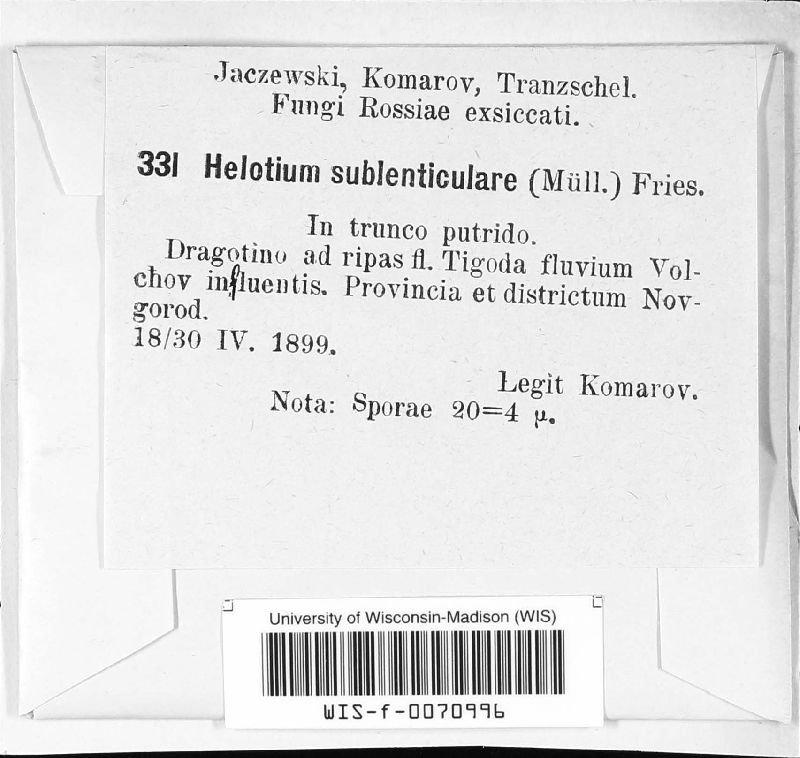 Jaczewski, Komarov, Tranzschel.
Fungi Rossiae exsiccati.
331 Helotium sublenticulare (Müll.) Fries.
In trunco putrido.
Dragotino ad ripas fl. Tigoda fluvium Vol-
chov influentis. Provincia et districtum Nov-
gorod.
18/30 IV. 1899.
Legit Komarov.
Nota: Sporae 20=4 μ.
University of Wisconsin-Madison (WIS)
WIS-f-0070996